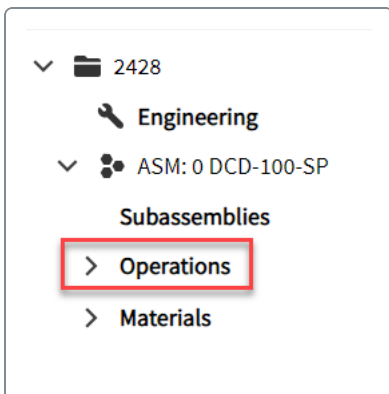 2428
Engineering
ASM: 0 DCD-100-SP
Subassemblies
Operations
Materials